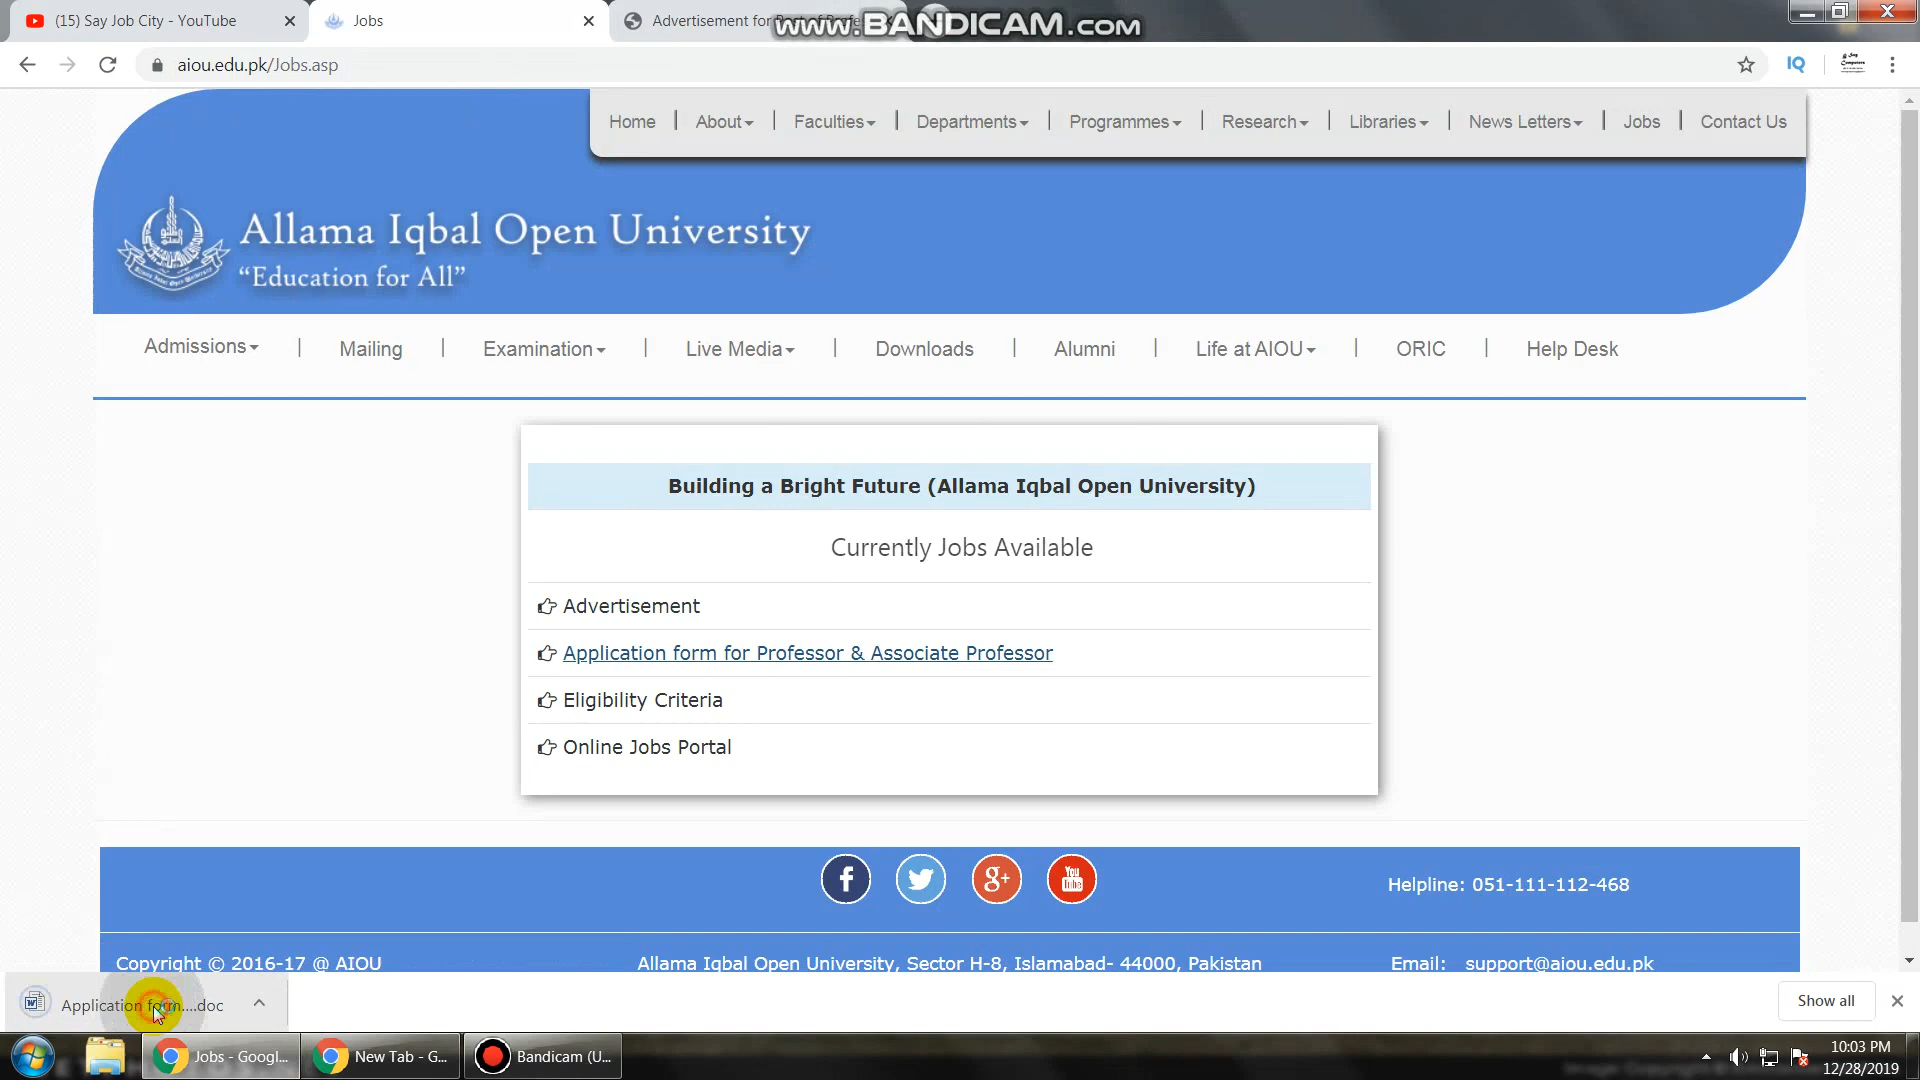 (15) Say Job City - YouTube
Jobs
Advertisement for
www.BANDICAM.com
aiou.edu.pk/Jobs.asp
IQ
Home | About | Faculties | Departments | Programmes | Research | Libraries | News Letters | Jobs | Contact Us
Allama Iqbal Open University
“Education for All”
Admissions | Mailing | Examination | Live Media | Downloads | Alumni | Life at AIOU | ORIC | Help Desk
Building a Bright Future (Allama Iqbal Open University)
Currently Jobs Available
Advertisement
Application form for Professor & Associate Professor
Eligibility Criteria
Online Jobs Portal
f g+ You Tube
Helpline: 051-111-112-468
Copyright © 2016-17 @ AIOU
Allama Iqbal Open University, Sector H-8, Islamabad- 44000, Pakistan
Email: support@aiou.edu.pk
Application form....doc
Show all
Jobs - Googl...
New Tab - G...
Bandicam (U...
10:03 PM
12/28/2019